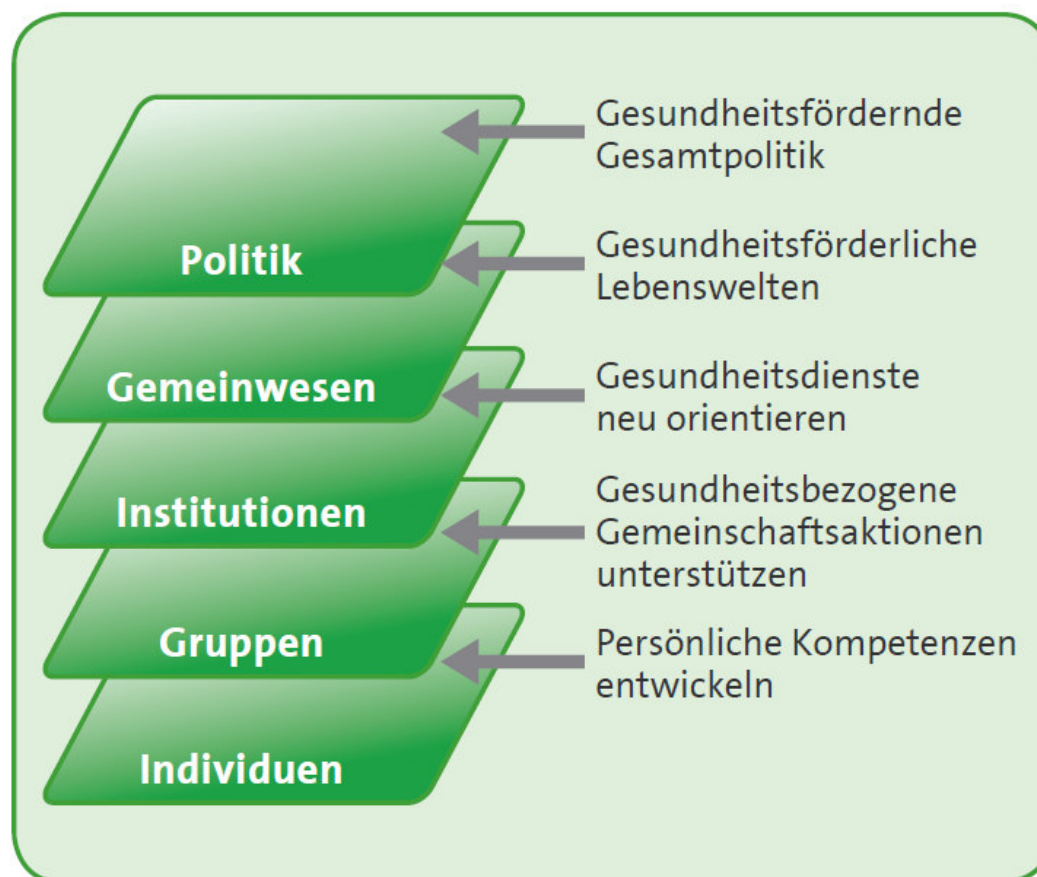 Gesundheitsfördernde
Gesamtpolitik
Politik
Gesundheitsförderliche
Lebenswelten
Gemeinwesen
Gesundheitsdienste
neu orientieren
Institutionen
Gesundheitsbezogene
Gemeinschaftsaktionen
unterstützen
Gruppen
Persönliche Kompetenzen
entwickeln
Individuen